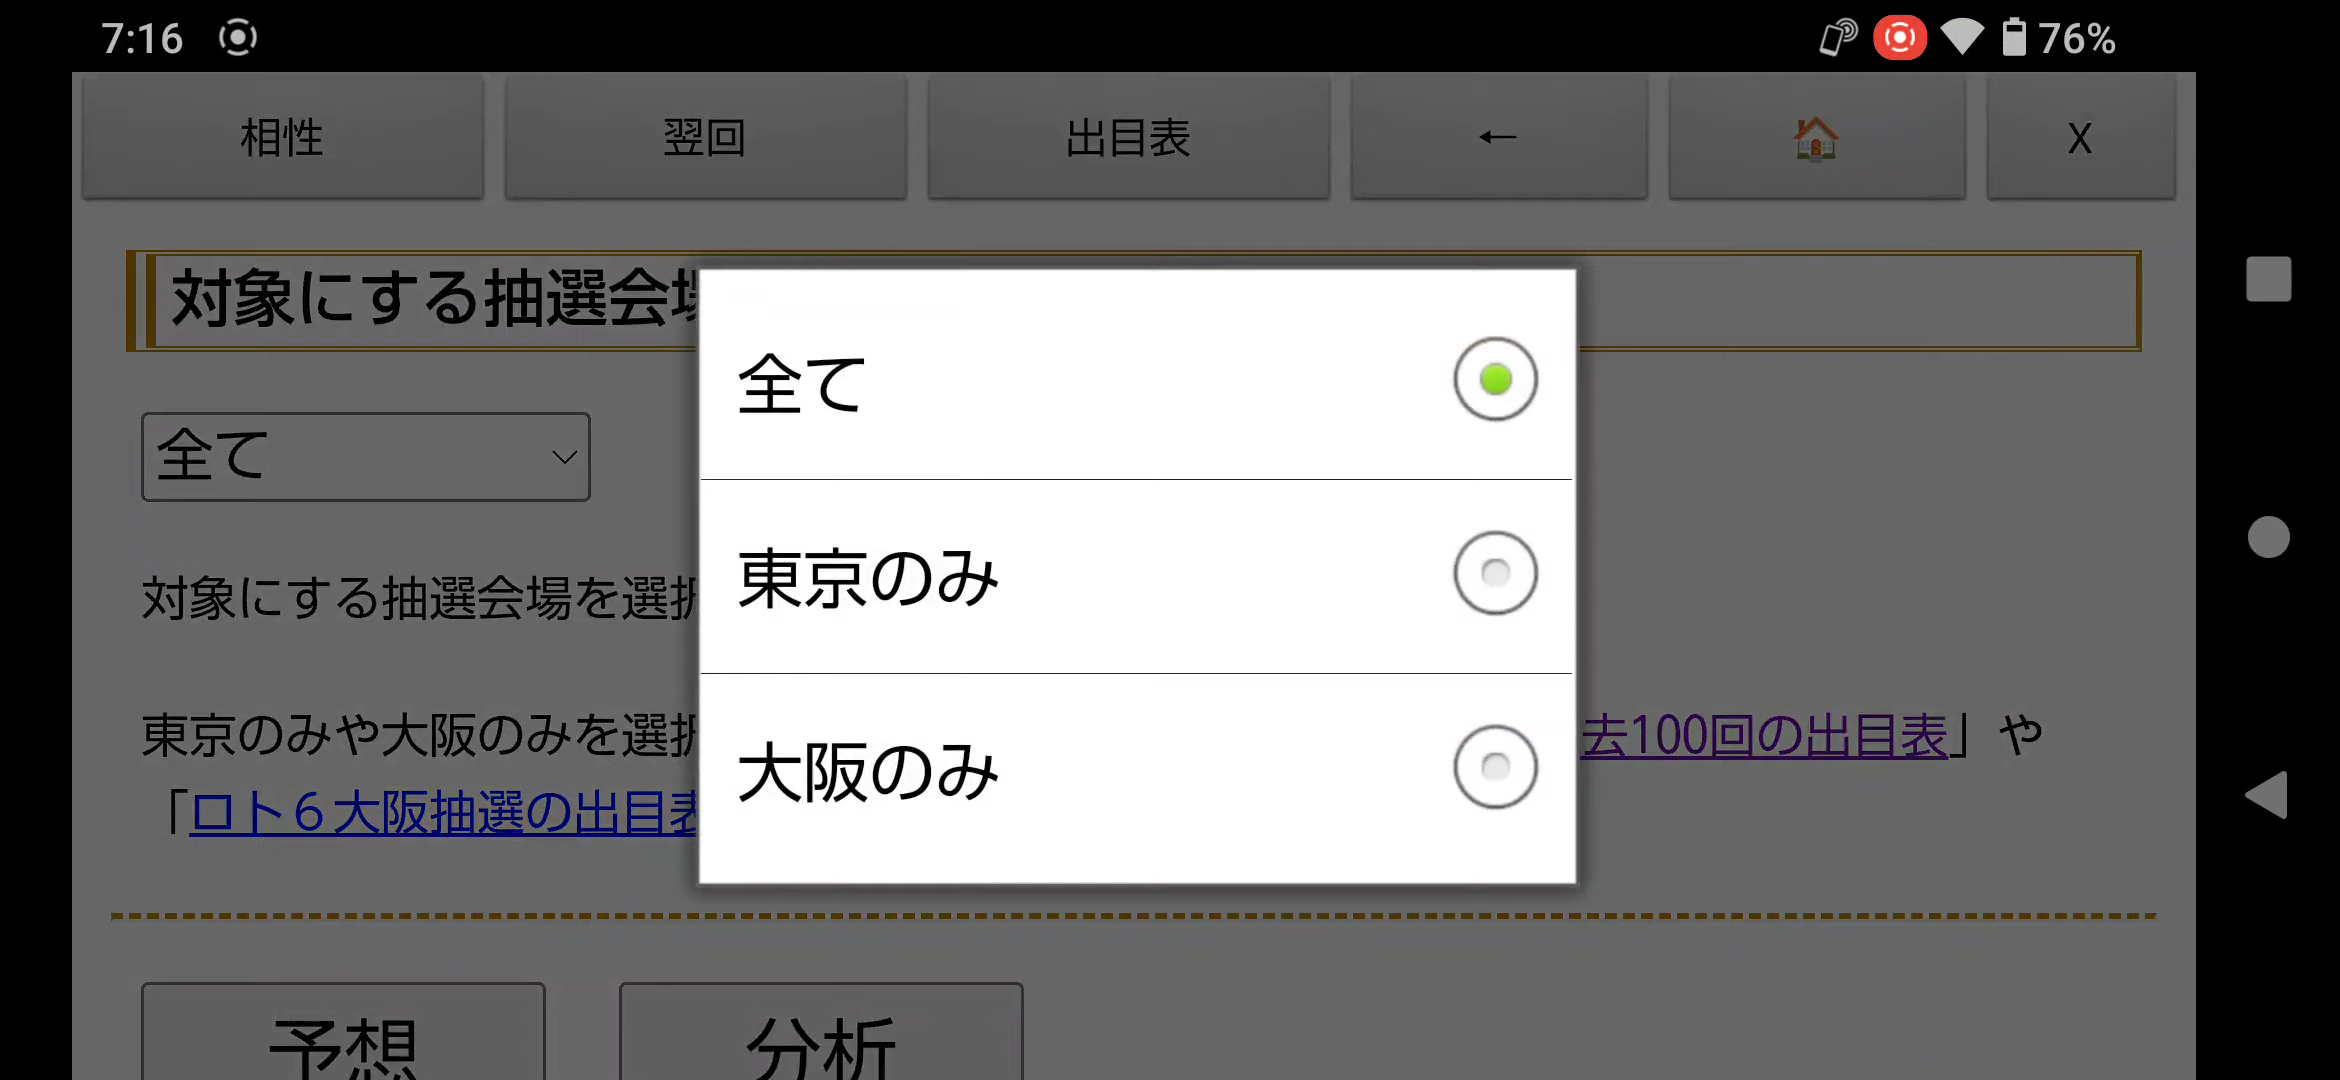 7:16 76%
相性 翌回 出目表 ← X
対象にする抽選会
全て
対象にする抽選会場を選
東京のみや大阪のみを選 去100回の出目表」や
「ロト６大阪抽選の出目
全て
東京のみ
大阪のみ
予想 分析